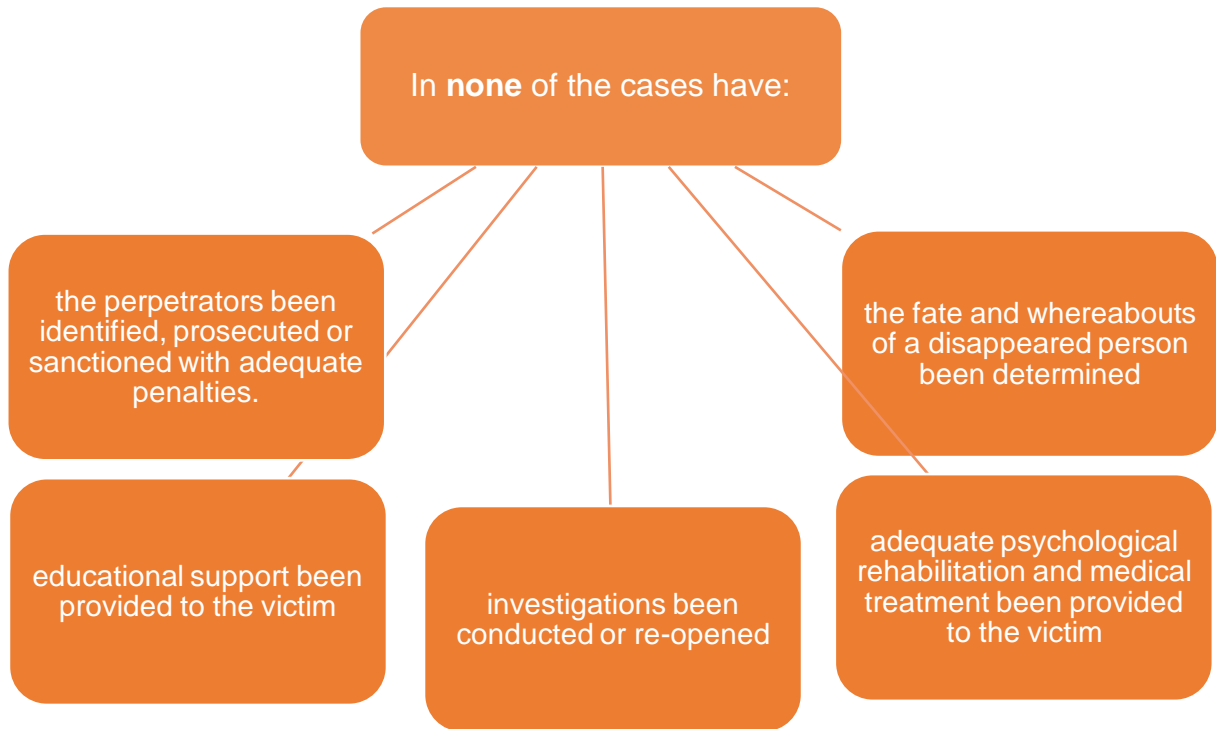 In none of the cases have:
the perpetrators been
identified, prosecuted or
sanctioned with adequate
penalties.
the fate and whereabouts
of a disappeared person
been determined
educational support been
provided to the victim
investigations been
conducted or re-opened
adequate psychological
rehabilitation and medical
treatment been provided
to the victim